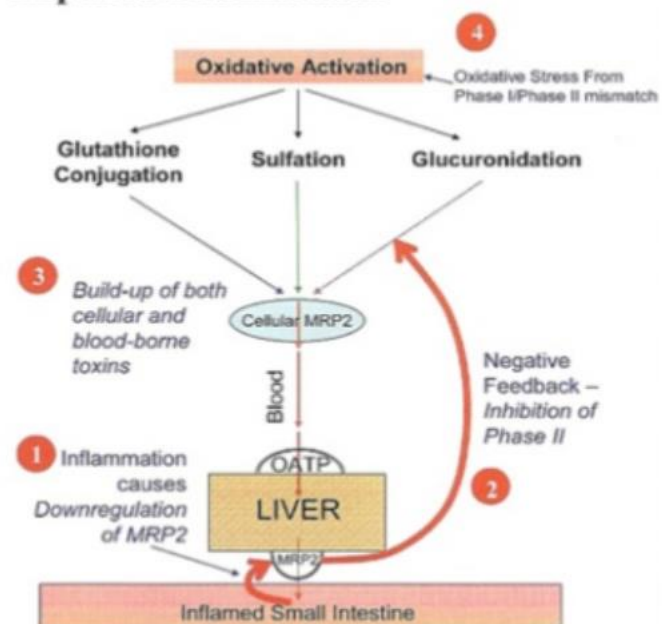 4
Oxidative Activation
Oxidative Stress From
Phase I/Phase II mismatch
Glutathione
Conjugation
Sulfation
Glucuronidation
3
Build-up of both
cellular and
blood-borne
toxins
Cellular MRP2
Blood
Negative
Feedback –
Inhibition of
Phase II
2
1
Inflammation
causes
Downregulation
of MRP2
OATP
LIVER
MRP2
Inflamed Small Intestine